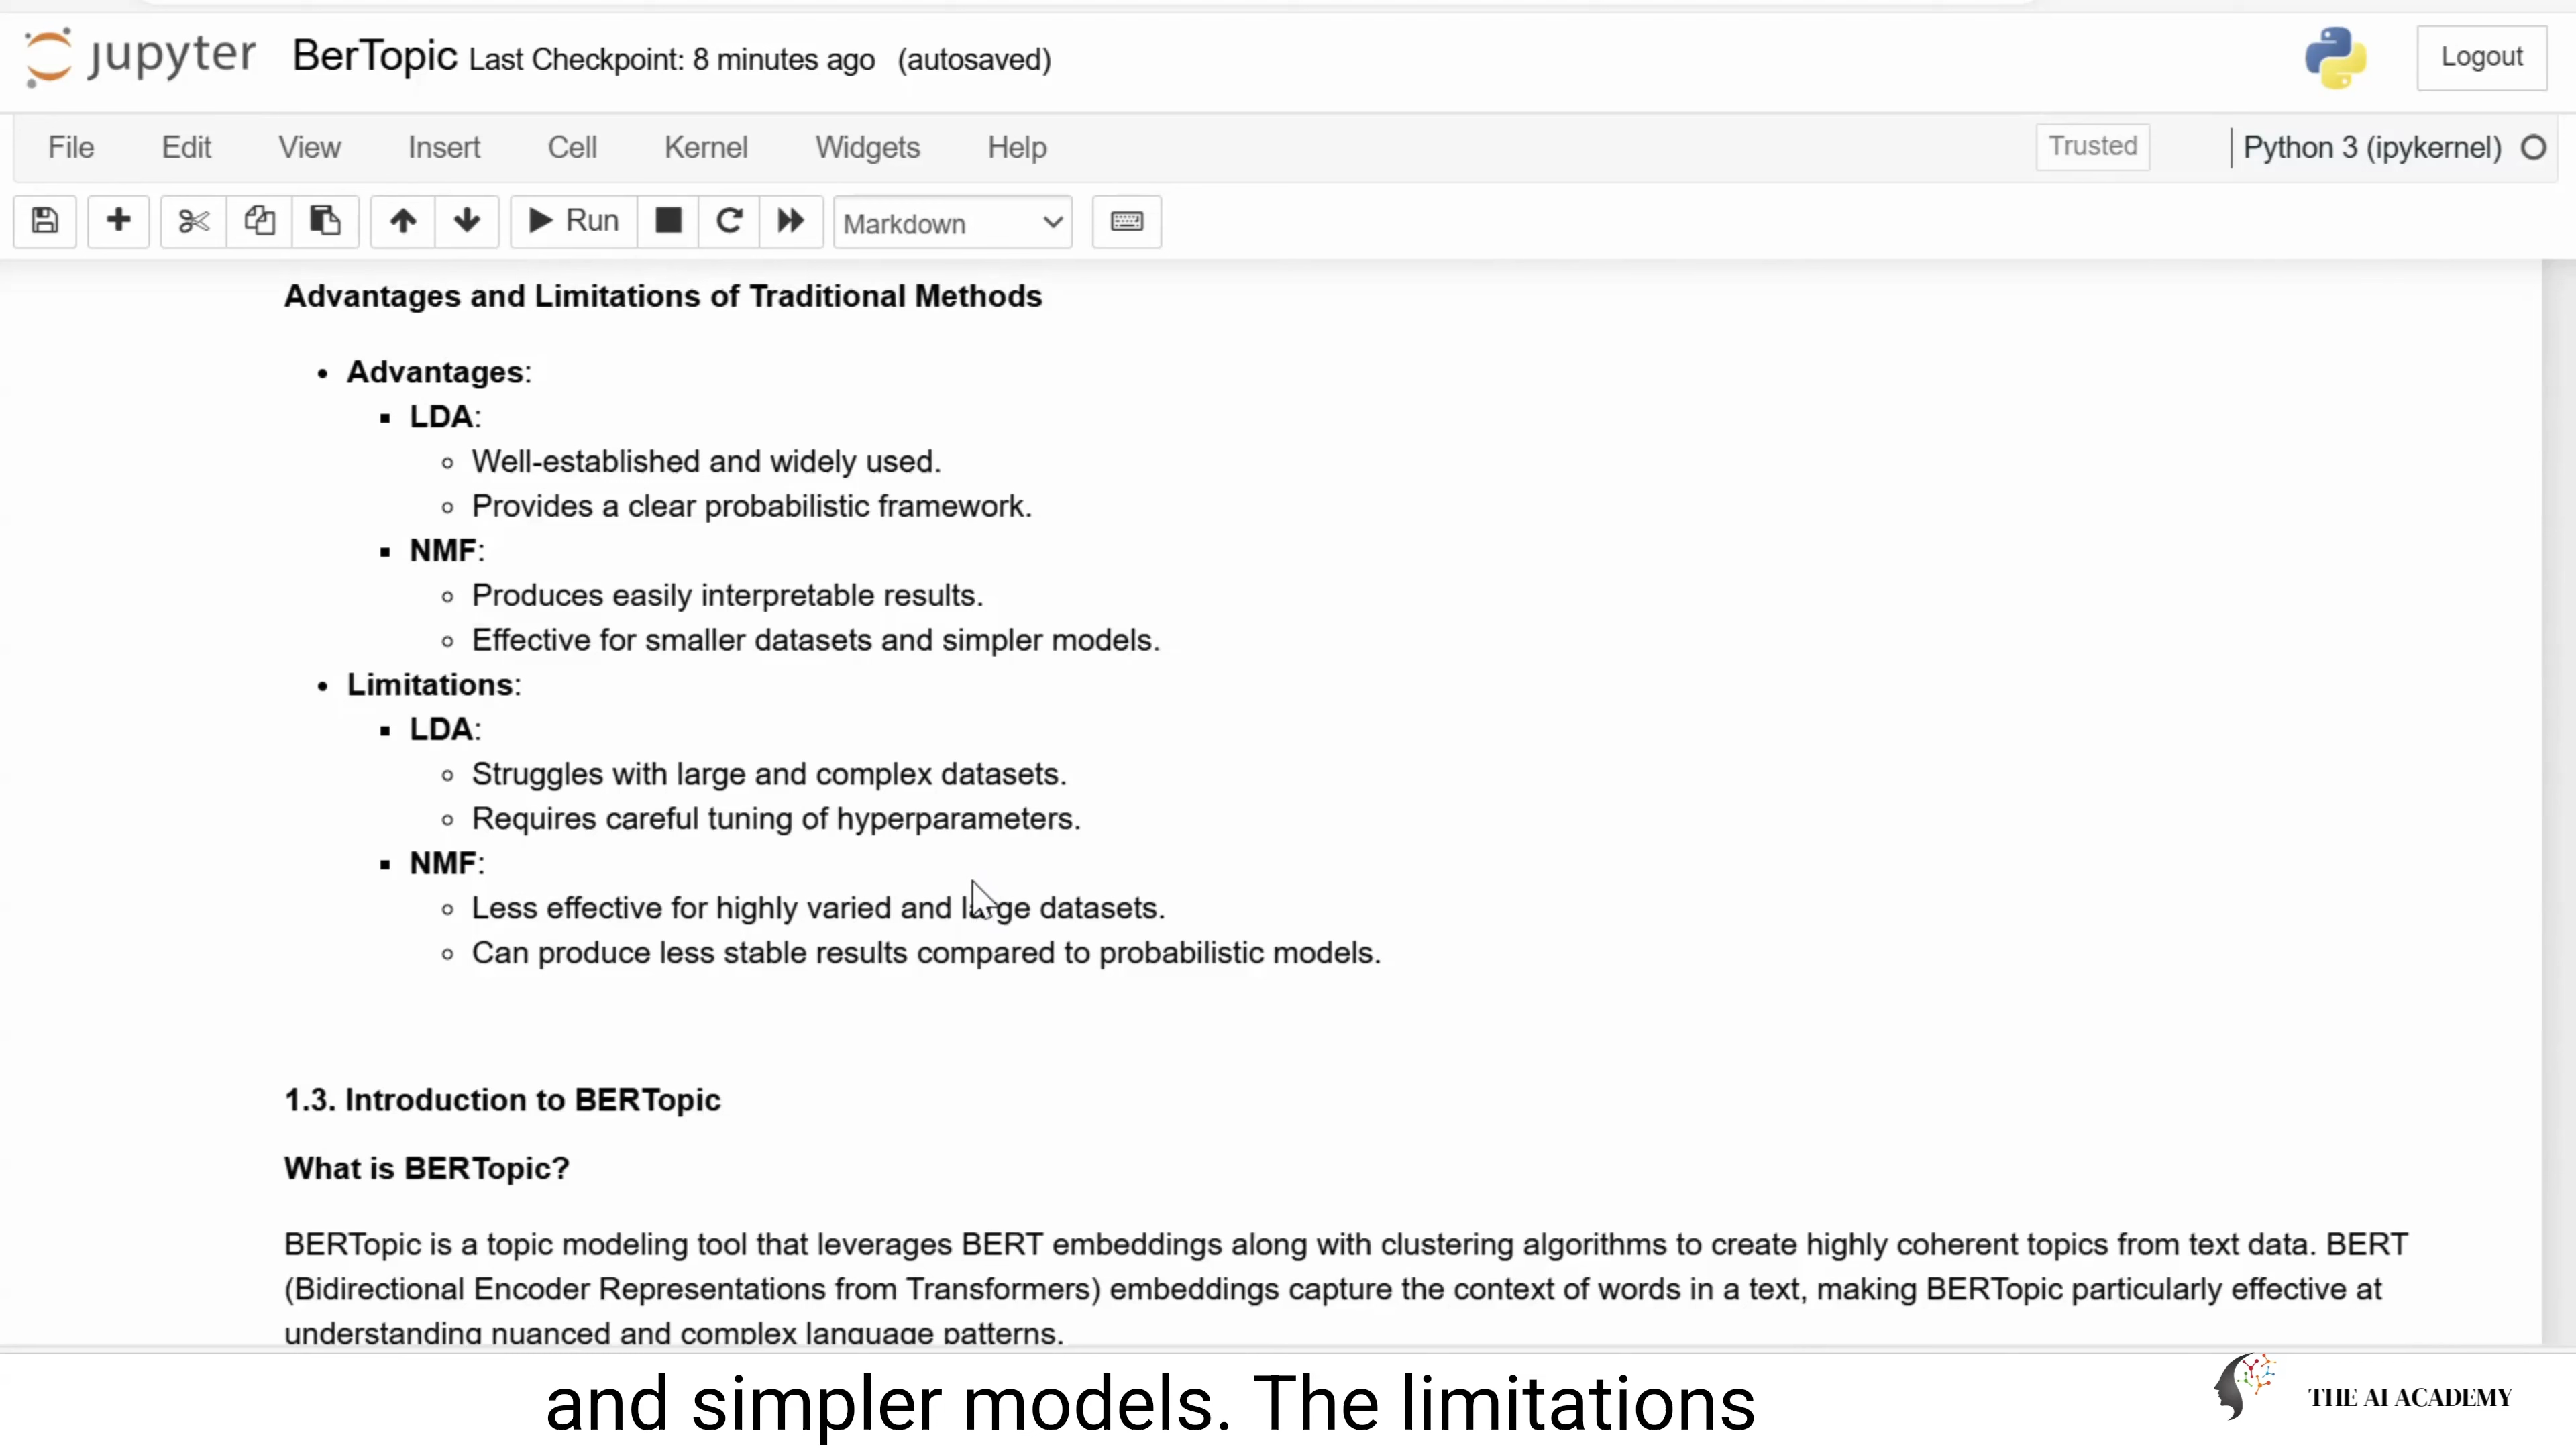 jupyter BerTopic Last Checkpoint: 8 minutes ago (autosaved) Logout
File Edit View Insert Cell Kernel Widgets Help Trusted Python 3 (ipykernel)
Run Markdown
Advantages and Limitations of Traditional Methods
Advantages:
LDA:
Well-established and widely used.
Provides a clear probabilistic framework.
NMF:
Produces easily interpretable results.
Effective for smaller datasets and simpler models.
Limitations:
LDA:
Struggles with large and complex datasets.
Requires careful tuning of hyperparameters.
NMF:
Less effective for highly varied and large datasets.
Can produce less stable results compared to probabilistic models.
1.3. Introduction to BERTopic
What is BERTopic?
BERTopic is a topic modeling tool that leverages BERT embeddings along with clustering algorithms to create highly coherent topics from text data. BERT
(Bidirectional Encoder Representations from Transformers) embeddings capture the context of words in a text, making BERTopic particularly effective at
understanding nuanced and complex language patterns.
and simpler models. The limitations
THE AI ACADEMY